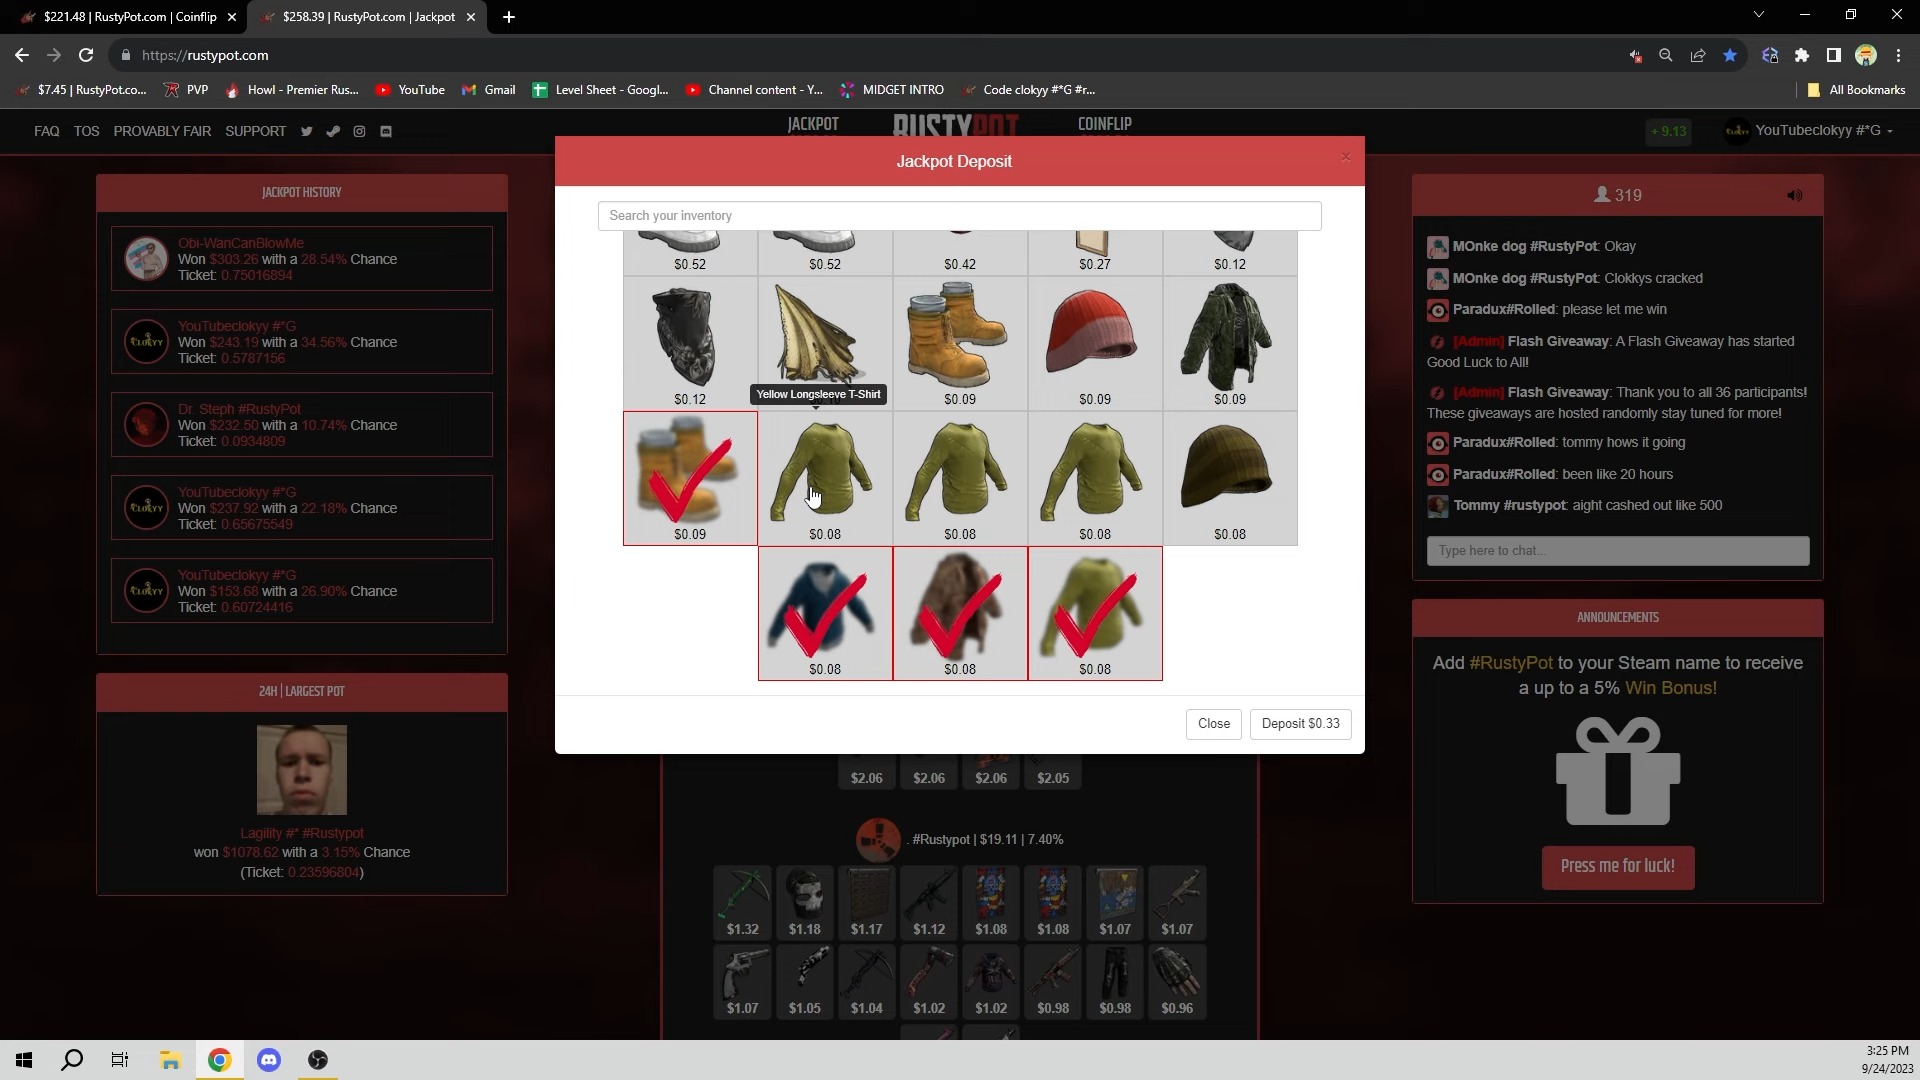 $221.48 | RustyPot.com | Coinflip
$258.39 | RustyPot.com | Jackpot
https://rustypot.com
$7.45 | RustyPot.co...
PVP
Howl - Premier Rus...
YouTube
Gmail
Level Sheet - Googl...
Channel content - Y...
MIDGET INTRO
Code clokyy #*G #r...
All Bookmarks
FAQ
TOS
PROVABLY FAIR
SUPPORT
JACKPOT
RUSTYPOT
COINFLIP
+ 9.13
YouTubeclokyy #*G
JACKPOT HISTORY
Obi-WanCanBlowMe
Won $303.26 with a 28.54% Chance
Ticket: 0.75016894
YouTubeclokyy #*G
Won $243.19 with a 34.56% Chance
Ticket: 0.5787156
Dr. Steph #RustyPot
Won $232.50 with a 10.74% Chance
Ticket: 0.0934809
YouTubeclokyy #*G
Won $237.92 with a 22.18% Chance
Ticket: 0.65675549
YouTubeclokyy #*G
Won $153.68 with a 26.90% Chance
Ticket: 0.60724416
24H | LARGEST POT
Lagility #* #Rustypot
won $1078.62 with a 3.15% Chance
(Ticket: 0.23596804)
Jackpot Deposit
Search your inventory
$0.52
$0.52
$0.42
$0.27
$0.12
$0.12
$0.09
$0.09
$0.09
Yellow Longsleeve T-Shirt
$0.09
$0.08
$0.08
$0.08
$0.08
$0.08
$0.08
$0.08
Close
Deposit $0.33
$2.06
$2.06
$2.06
$2.05
. #Rustypot | $19.11 | 7.40%
$1.32
$1.18
$1.17
$1.12
$1.08
$1.08
$1.07
$1.07
$1.07
$1.05
$1.04
$1.02
$1.02
$0.98
$0.98
$0.96
319
MOnke dog #RustyPot: Okay
MOnke dog #RustyPot: Clokkys cracked
Paradux#Rolled: please let me win
[Admin] Flash Giveaway: A Flash Giveaway has started
Good Luck to All!
[Admin] Flash Giveaway: Thank you to all 36 participants!
These giveaways are hosted randomly stay tuned for more!
Paradux#Rolled: tommy hows it going
Paradux#Rolled: been like 20 hours
Tommy #rustypot: aight cashed out like 500
Type here to chat...
ANNOUNCEMENTS
Add #RustyPot to your Steam name to receive
a up to a 5% Win Bonus!
Press me for luck!
3:25 PM
9/24/2023